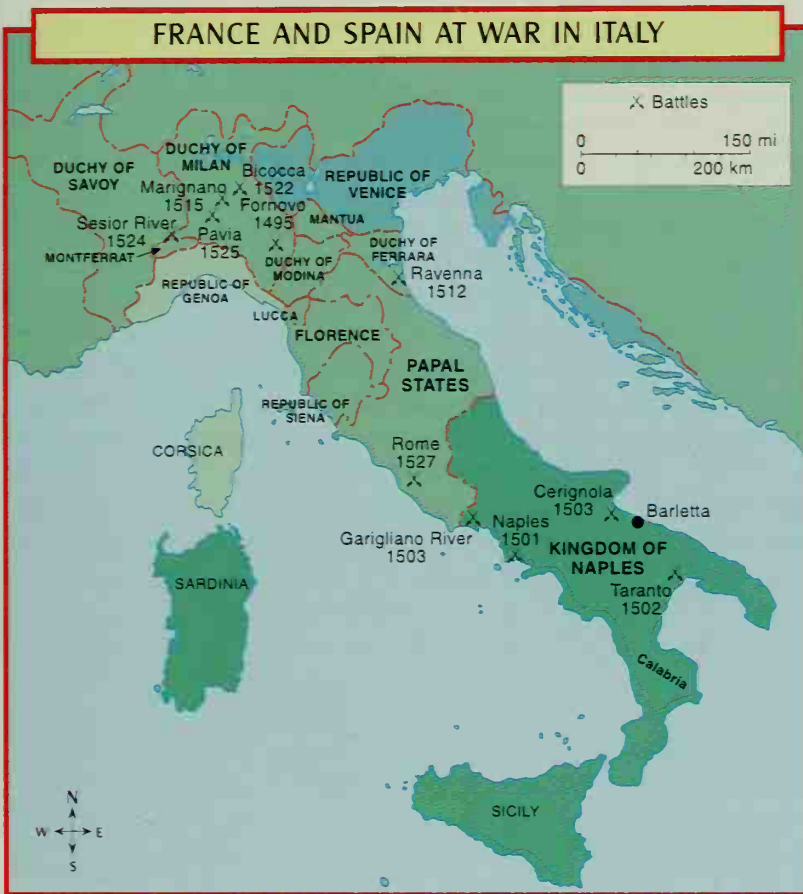 FRANCE AND SPAIN AT WAR IN ITALY
Battles
0 150 mi
0 200 km
DUCHY OF
SAVOY
DUCHY OF
MILAN
Bicocca
1522
Marignano
1515
Fornovo
1495
Sesior River
1524
Pavia
1525
MONTFERRAT
REPUBLIC OF
VENICE
MANTUA
DUCHY OF
FERRARA
DUCHY OF
MODINA
Ravenna
1512
REPUBLIC OF
GENOA
LUCCA
FLORENCE
PAPAL
STATES
REPUBLIC OF
SIENA
CORSICA
Rome
1527
Cerignola
1503
Barletta
Garigliano River
1503
Naples
1501
KINGDOM OF
NAPLES
Taranto
1502
SARDINIA
Calabria
SICILY
N
W E
S